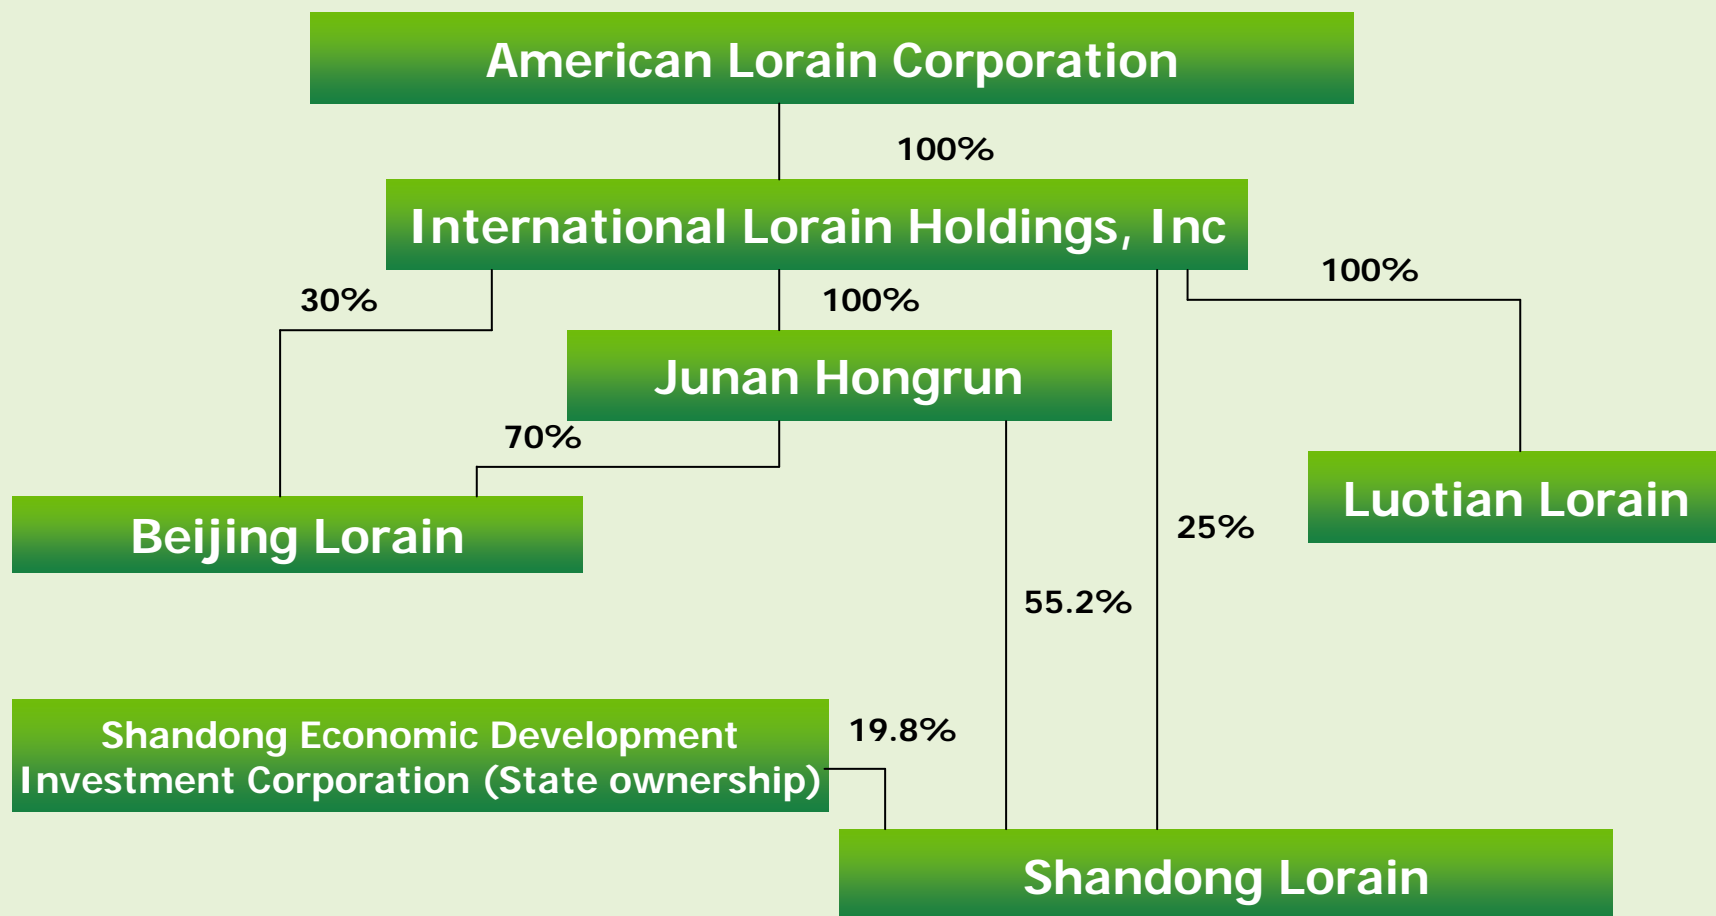 American Lorain Corporation
100%
International Lorain Holdings, Inc
100%
30%
100%
Junan Hongrun
70%
Luotian Lorain
Beijing Lorain
25%
55.2%
Shandong Economic Development
Investment Corporation (State ownership)
19.8%
Shandong Lorain